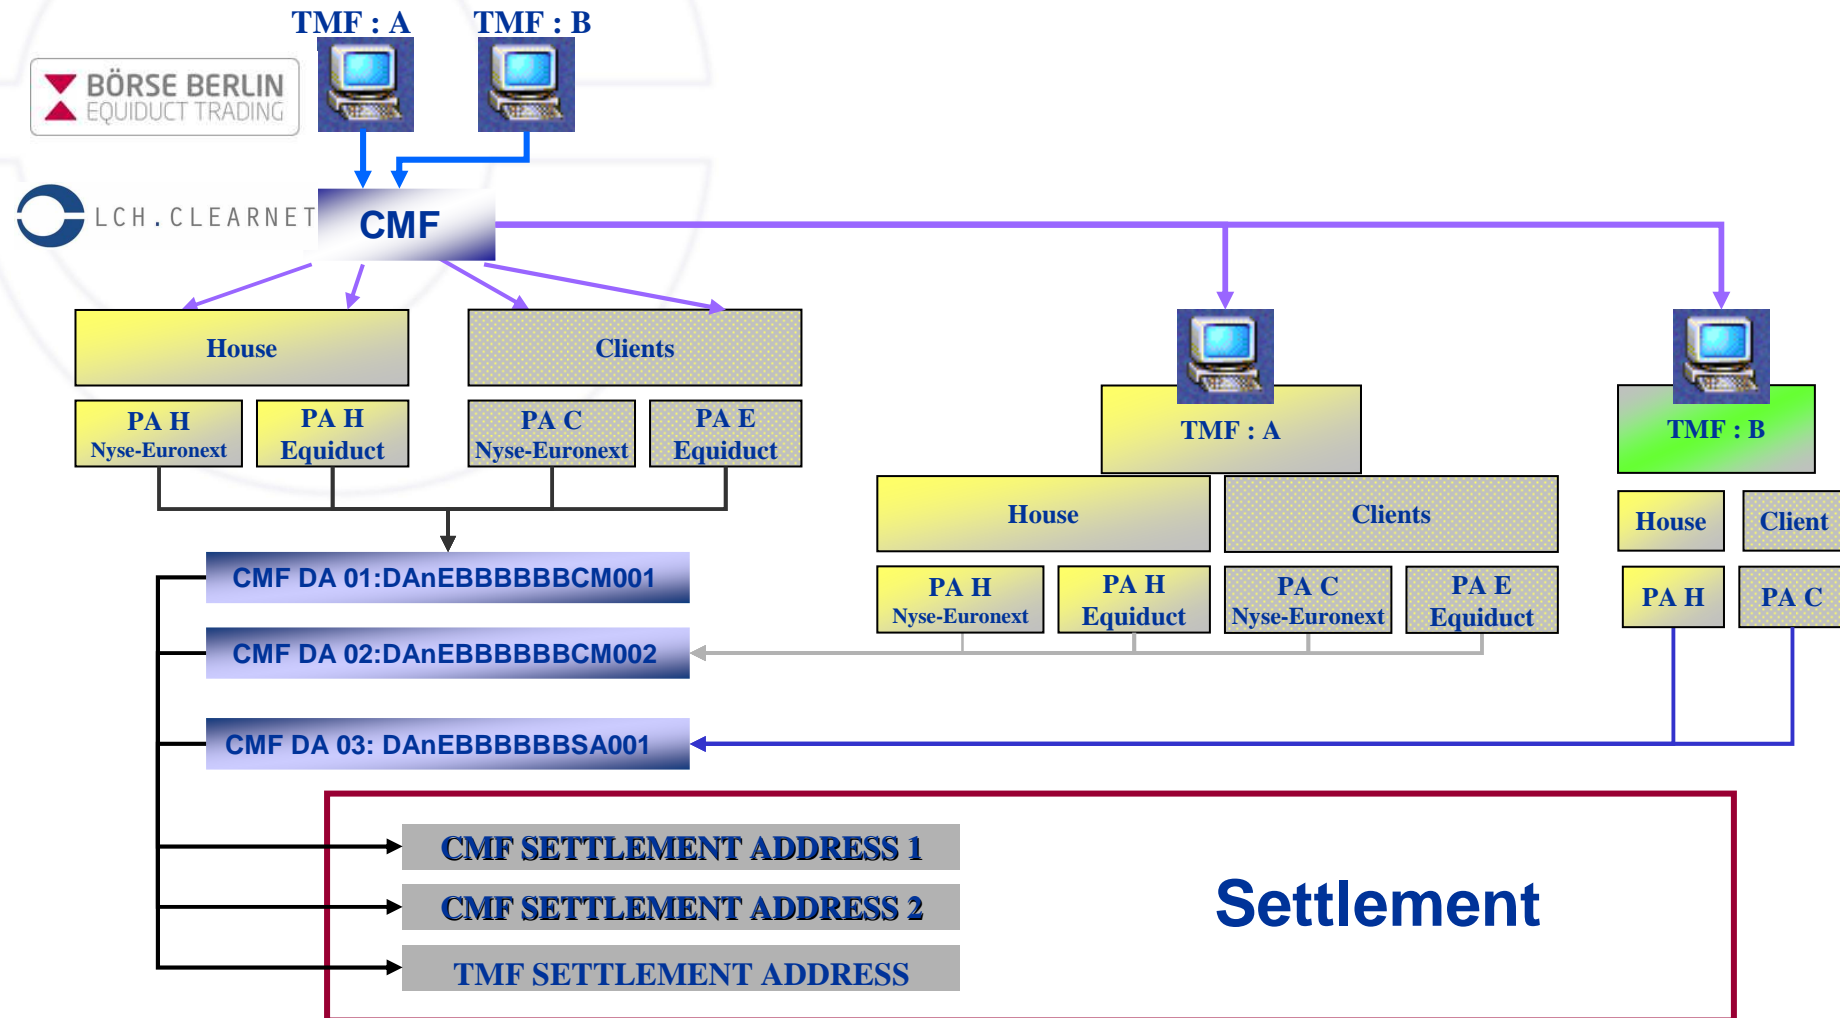 TMF : A
TMF : B
BÖRSE BERLIN
EQUIDUCT TRADING
LCH.CLEARNET
CMF
House
Clients
PA H
Nyse-Euronext
PA H
Equiduct
PA C
Nyse-Euronext
PA E
Equiduct
TMF : A
TMF : B
House
Clients
House
Client
PA H
Nyse-Euronext
PA H
Equiduct
PA C
Nyse-Euronext
PA E
Equiduct
PA H
PA C
CMF DA 01:DAnEBBBBBBCM001
CMF DA 02:DAnEBBBBBBCM002
CMF DA 03: DAnEBBBBBBSA001
CMF SETTLEMENT ADDRESS 1
CMF SETTLEMENT ADDRESS 2
TMF SETTLEMENT ADDRESS
Settlement